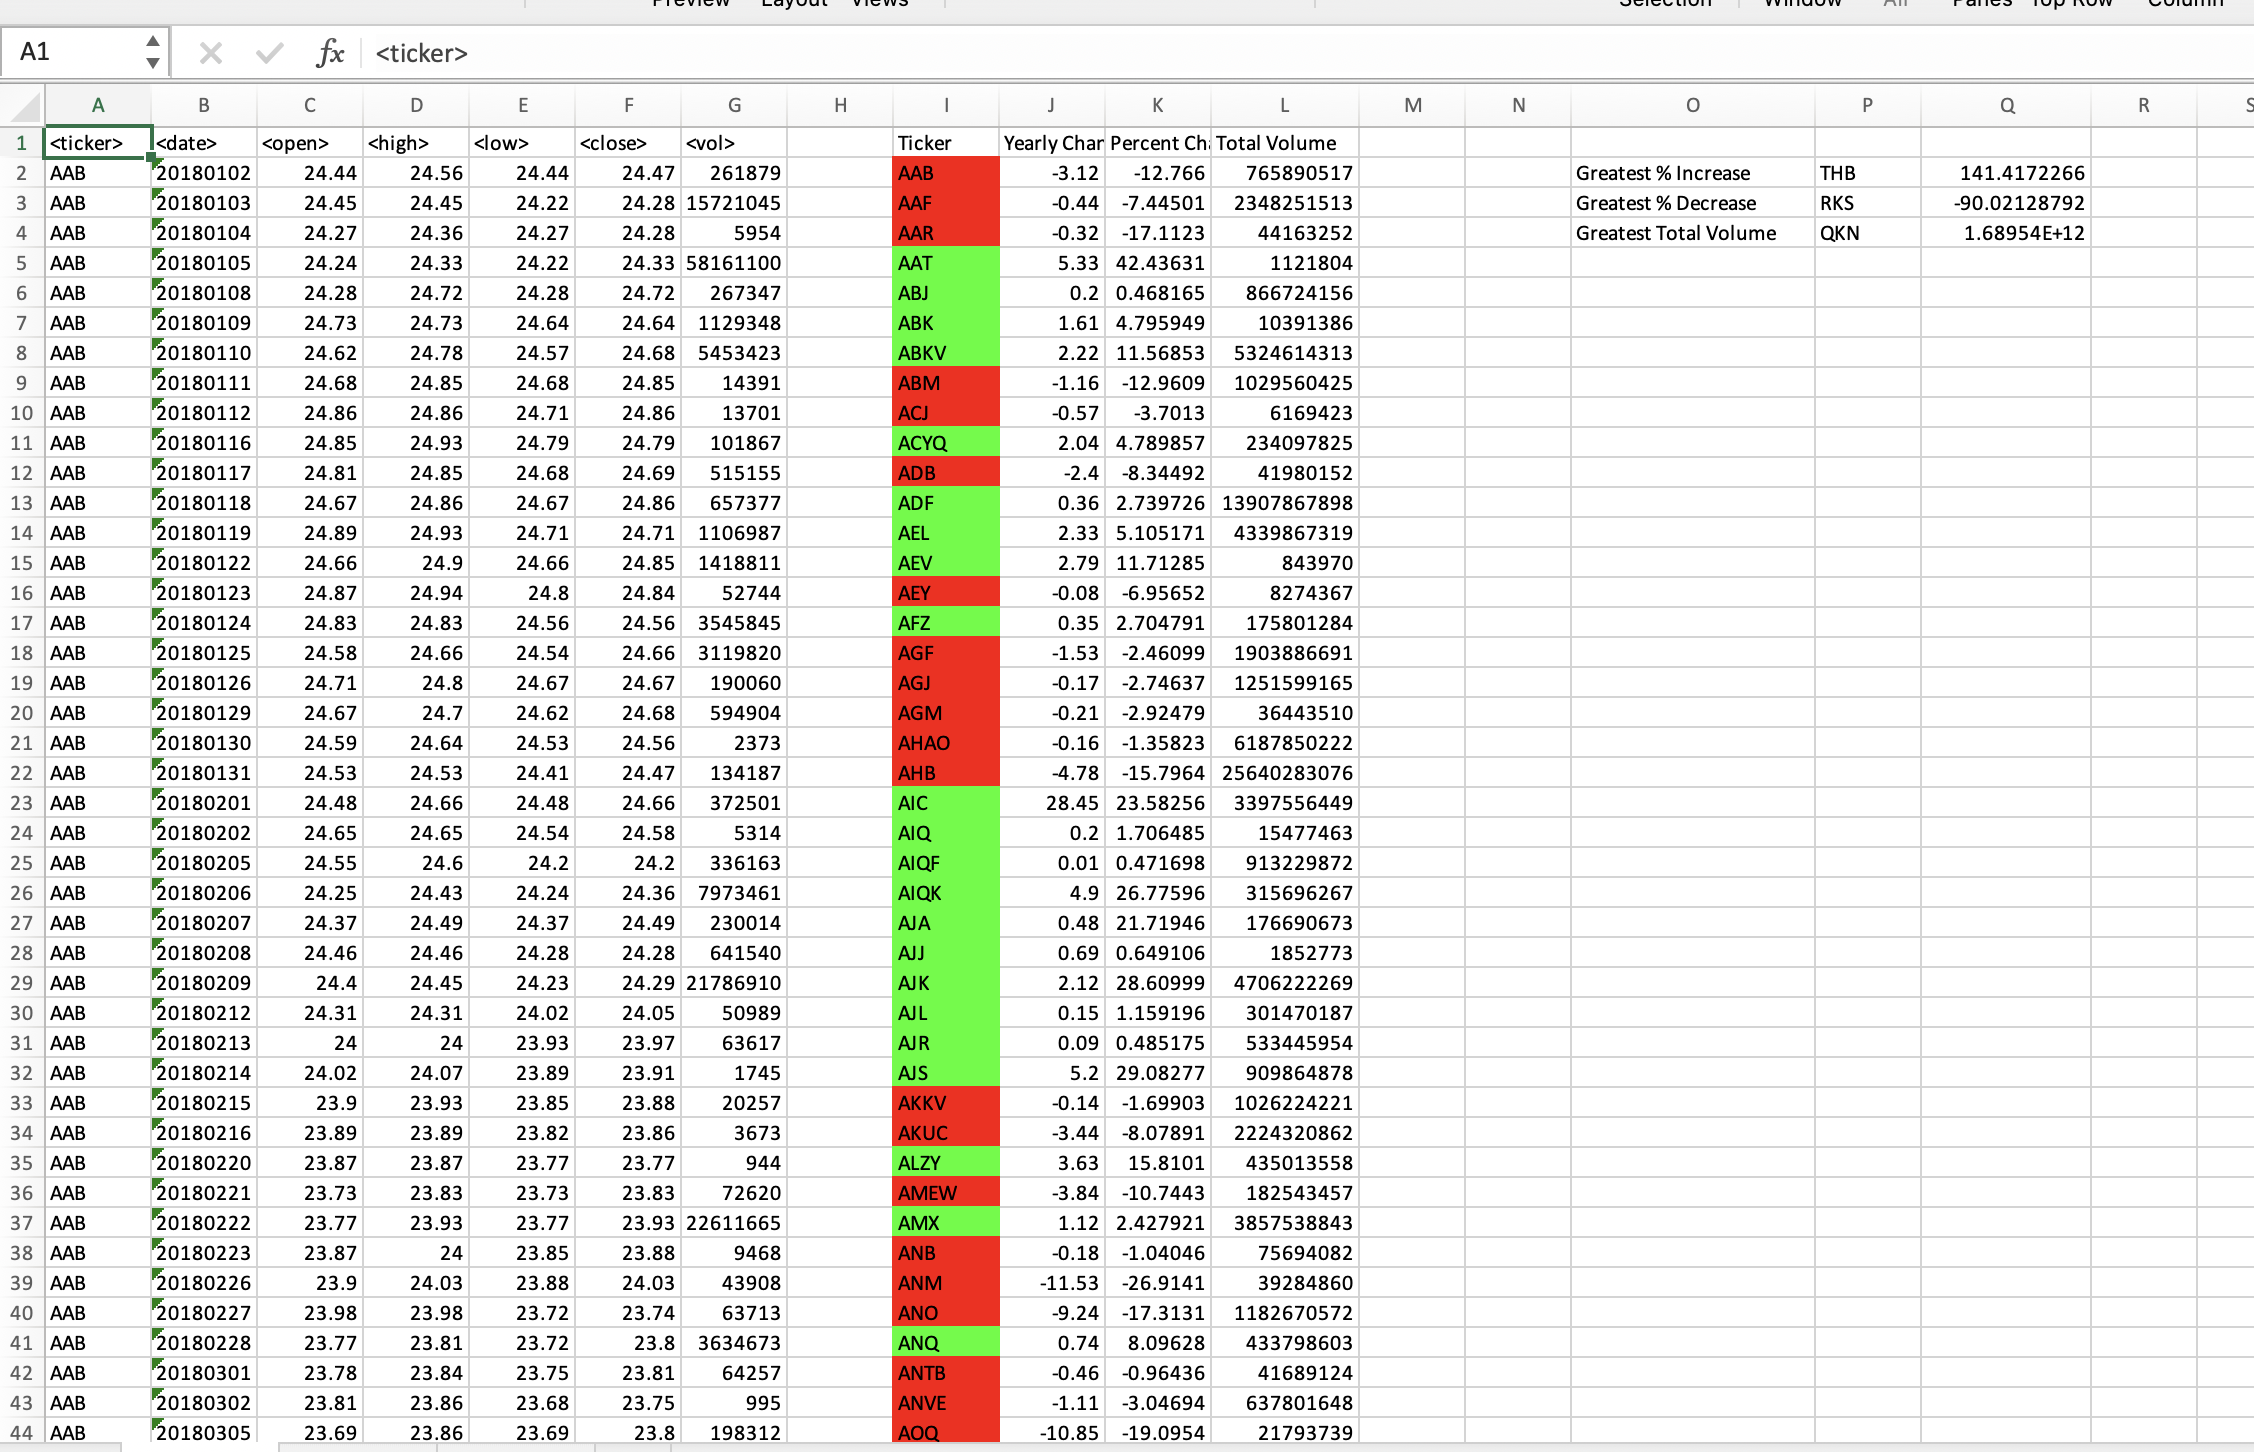 Preview Layout Views Selection Window All Panes Top Row Column
A1 fx <ticker>
A B C D E F G H I J K L M N O P Q R S
1 <ticker> <date> <open> <high> <low> <close> <vol> Ticker Yearly Char Percent Ch Total Volume
2 AAB 20180102 24.44 24.56 24.44 24.47 261879 AAB -3.12 -12.766 765890517 Greatest % Increase THB 141.4172266
3 AAB 20180103 24.45 24.45 24.22 24.28 15721045 AAF -0.44 -7.44501 2348251513 Greatest % Decrease RKS -90.02128792
4 AAB 20180104 24.27 24.36 24.27 24.28 5954 AAR -0.32 -17.1123 44163252 Greatest Total Volume QKN 1.68954E+12
5 AAB 20180105 24.24 24.33 24.22 24.33 58161100 AAT 5.33 42.43631 1121804
6 AAB 20180108 24.28 24.72 24.28 24.72 267347 ABJ 0.2 0.468165 866724156
7 AAB 20180109 24.73 24.73 24.64 24.64 1129348 ABK 1.61 4.795949 10391386
8 AAB 20180110 24.62 24.78 24.57 24.68 5453423 ABKV 2.22 11.56853 5324614313
9 AAB 20180111 24.68 24.85 24.68 24.85 14391 ABM -1.16 -12.9609 1029560425
10 AAB 20180112 24.86 24.86 24.71 24.86 13701 ACJ -0.57 -3.7013 6169423
11 AAB 20180116 24.85 24.93 24.79 24.79 101867 ACYQ 2.04 4.789857 234097825
12 AAB 20180117 24.81 24.85 24.68 24.69 515155 ADB -2.4 -8.34492 41980152
13 AAB 20180118 24.67 24.86 24.67 24.86 657377 ADF 0.36 2.739726 13907867898
14 AAB 20180119 24.89 24.93 24.71 24.71 1106987 AEL 2.33 5.105171 4339867319
15 AAB 20180122 24.66 24.9 24.66 24.85 1418811 AEV 2.79 11.71285 843970
16 AAB 20180123 24.87 24.94 24.8 24.84 52744 AEY -0.08 -6.95652 8274367
17 AAB 20180124 24.83 24.83 24.56 24.56 3545845 AFZ 0.35 2.704791 175801284
18 AAB 20180125 24.58 24.66 24.54 24.66 3119820 AGF -1.53 -2.46099 1903886691
19 AAB 20180126 24.71 24.8 24.67 24.67 190060 AGJ -0.17 -2.74637 1251599165
20 AAB 20180129 24.67 24.7 24.62 24.68 594904 AGM -0.21 -2.92479 36443510
21 AAB 20180130 24.59 24.64 24.53 24.56 2373 AHAO -0.16 -1.35823 6187850222
22 AAB 20180131 24.53 24.53 24.41 24.47 134187 AHB -4.78 -15.7964 25640283076
23 AAB 20180201 24.48 24.66 24.48 24.66 372501 AIC 28.45 23.58256 3397556449
24 AAB 20180202 24.65 24.65 24.54 24.58 5314 AIQ 0.2 1.706485 15477463
25 AAB 20180205 24.55 24.6 24.2 24.2 336163 AIQF 0.01 0.471698 913229872
26 AAB 20180206 24.25 24.43 24.24 24.36 7973461 AIQK 4.9 26.77596 315696267
27 AAB 20180207 24.37 24.49 24.37 24.49 230014 AJA 0.48 21.71946 176690673
28 AAB 20180208 24.46 24.46 24.28 24.28 641540 AJJ 0.69 0.649106 1852773
29 AAB 20180209 24.4 24.45 24.23 24.29 21786910 AJK 2.12 28.60999 4706222269
30 AAB 20180212 24.31 24.31 24.02 24.05 50989 AJL 0.15 1.159196 301470187
31 AAB 20180213 24 24 23.93 23.97 63617 AJR 0.09 0.485175 533445954
32 AAB 20180214 24.02 24.07 23.89 23.91 1745 AJS 5.2 29.08277 909864878
33 AAB 20180215 23.9 23.93 23.85 23.88 20257 AKKV -0.14 -1.69903 1026224221
34 AAB 20180216 23.89 23.89 23.82 23.86 3673 AKUC -3.44 -8.07891 2224320862
35 AAB 20180220 23.87 23.87 23.77 23.77 944 ALZY 3.63 15.8101 435013558
36 AAB 20180221 23.73 23.83 23.73 23.83 72620 AMEW -3.84 -10.7443 182543457
37 AAB 20180222 23.77 23.93 23.77 23.93 22611665 AMX 1.12 2.427921 3857538843
38 AAB 20180223 23.87 24 23.85 23.88 9468 ANB -0.18 -1.04046 75694082
39 AAB 20180226 23.9 24.03 23.88 24.03 43908 ANM -11.53 -26.9141 39284860
40 AAB 20180227 23.98 23.98 23.72 23.74 63713 ANO -9.24 -17.3131 1182670572
41 AAB 20180228 23.77 23.81 23.72 23.8 3634673 ANQ 0.74 8.09628 433798603
42 AAB 20180301 23.78 23.84 23.75 23.81 64257 ANTB -0.46 -0.96436 41689124
43 AAB 20180302 23.81 23.86 23.68 23.75 995 ANVE -1.11 -3.04694 637801648
44 AAB 20180305 23.69 23.86 23.69 23.8 198312 AOQ -10.85 -19.0954 21793739